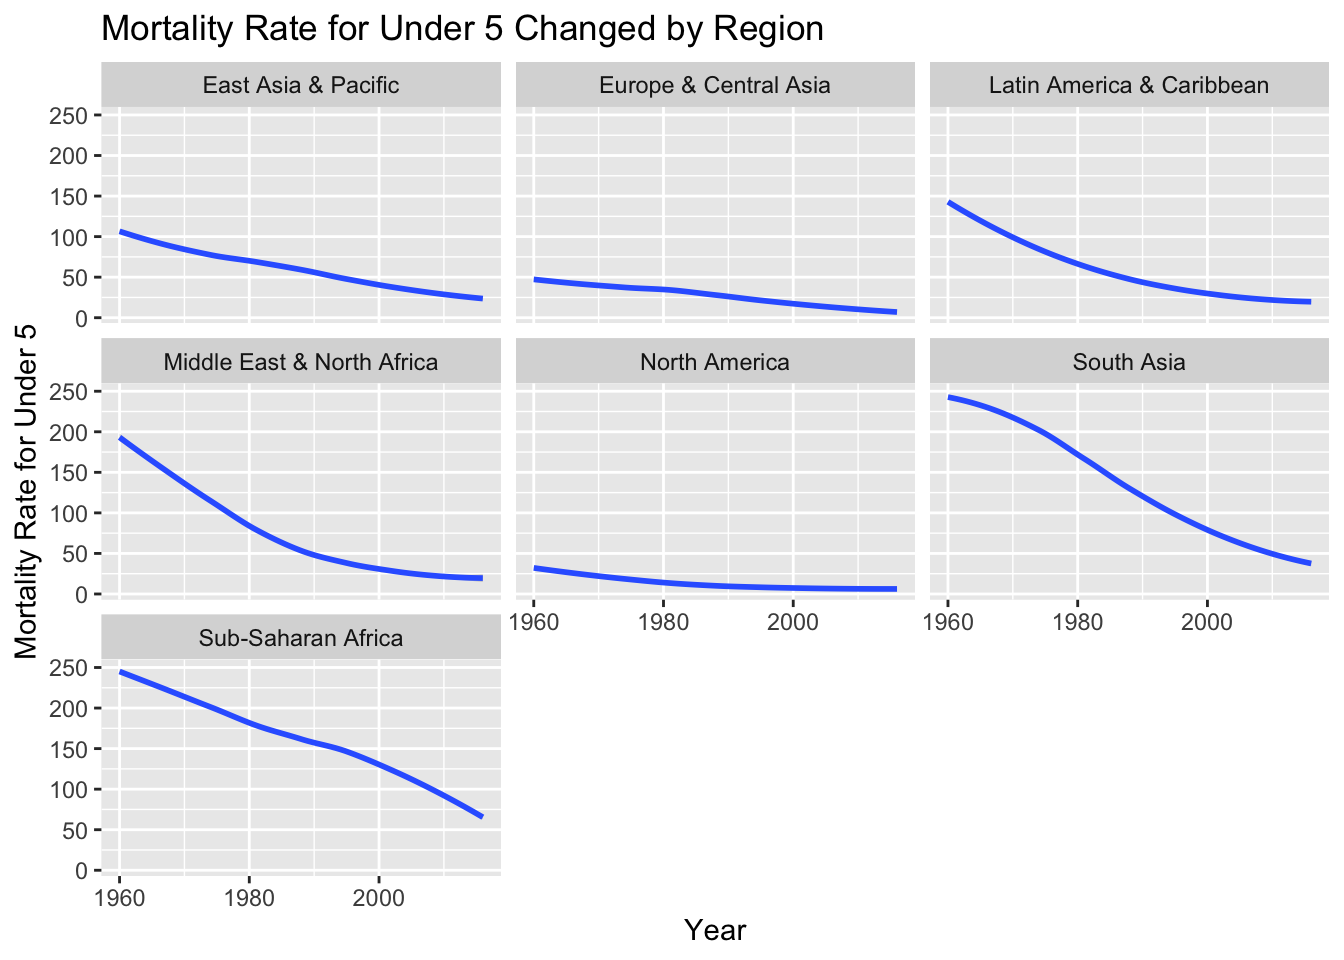 Mortality Rate for Under 5 Changed by Region
East Asia & Pacific
Europe & Central Asia
Latin America & Caribbean
250
200
150
100
50
0
Mortality Rate for Under 5
Middle East & North Africa
North America
South Asia
250
200
150
100
50
0
1960 1980 2000
1960 1980 2000
Sub-Saharan Africa
250
200
150
100
50
0
1960 1980 2000
Year